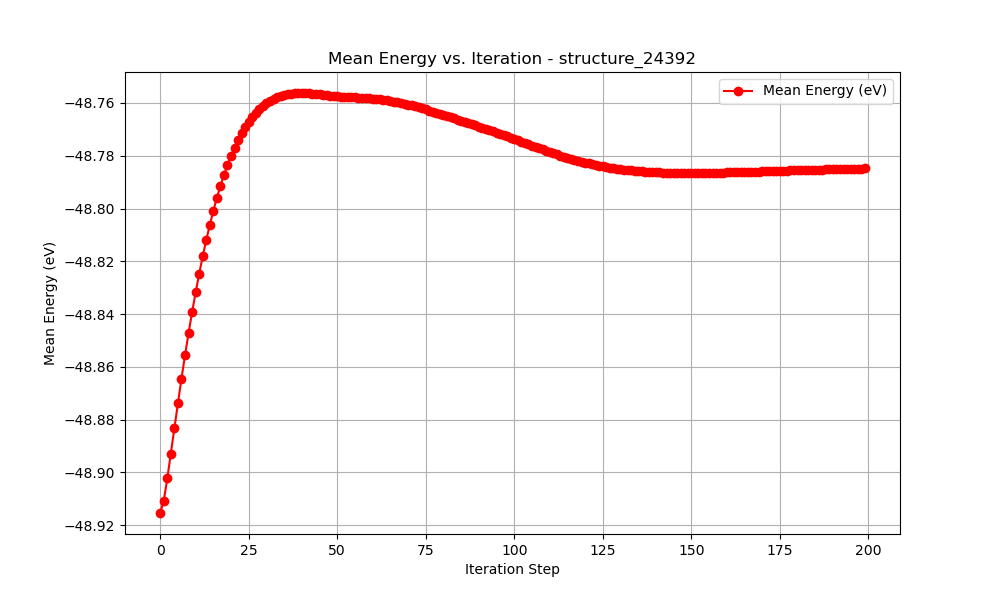 Mean Energy vs. Iteration - structure_24392
Mean Energy (eV)
−48.76
−48.78
−48.80
−48.82
−48.84
−48.86
−48.88
−48.90
−48.92
Mean Energy (eV)
0 25 50 75 100 125 150 175 200
Iteration Step